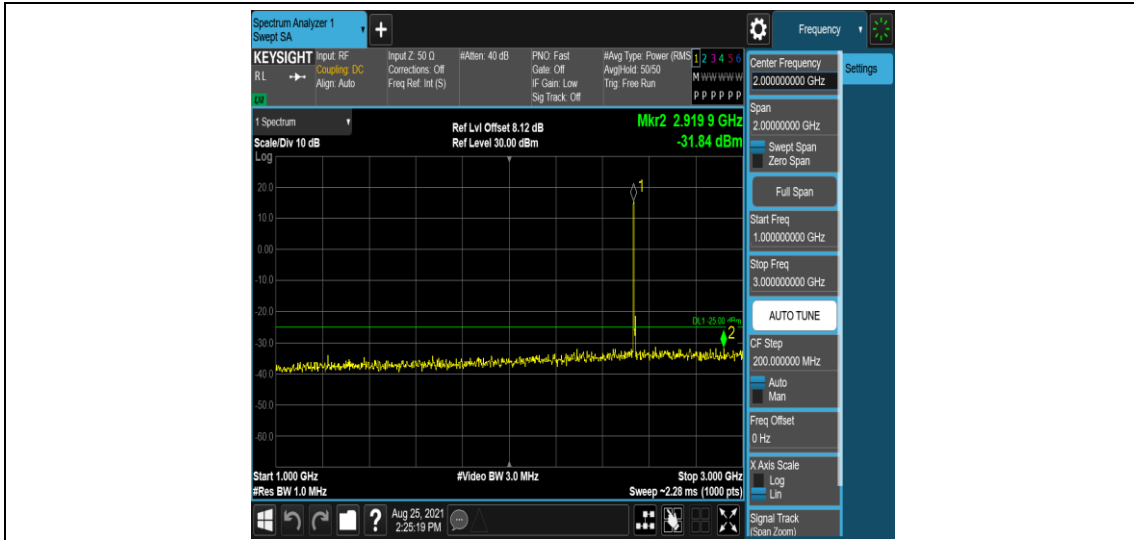 Spectrum Analyzer 1
Swept SA
+
Frequency
KEYSIGHT
RL
Input: RF
Coupling: DC
Align: Auto
Input Z: 50 Ω
Corrections: Off
Freq Ref: Int (S)
#Atten: 40 dB
PNO: Fast
Gate: Off
IF Gain: Low
Sig Track: Off
#Avg Type: Power (RMS
Avg|Hold: 50/50
Trig: Free Run
1 2 3 4 5 6
M W W W W W
P P P P P P
1 Spectrum
Scale/Div 10 dB
Log
Ref Lvl Offset 8.12 dB
Ref Level 30.00 dBm
Mkr2 2.919 9 GHz
-31.84 dBm
20.0
10.0
0.00
-10.0
-20.0
-30.0
-40.0
-50.0
-60.0
1
DL1 -25.00 dBm
2
Start 1.000 GHz
#Res BW 1.0 MHz
#Video BW 3.0 MHz
Stop 3.000 GHz
Sweep ~2.28 ms (1000 pts)
Center Frequency
2.000000000 GHz
Settings
Span
2.00000000 GHz
Swept Span
Zero Span
Full Span
Start Freq
1.000000000 GHz
Stop Freq
3.000000000 GHz
AUTO TUNE
CF Step
200.000000 MHz
Auto
Man
Freq Offset
0 Hz
X Axis Scale
Log
Lin
Signal Track
(Span Zoom)
?
Aug 25, 2021
2:25:19 PM